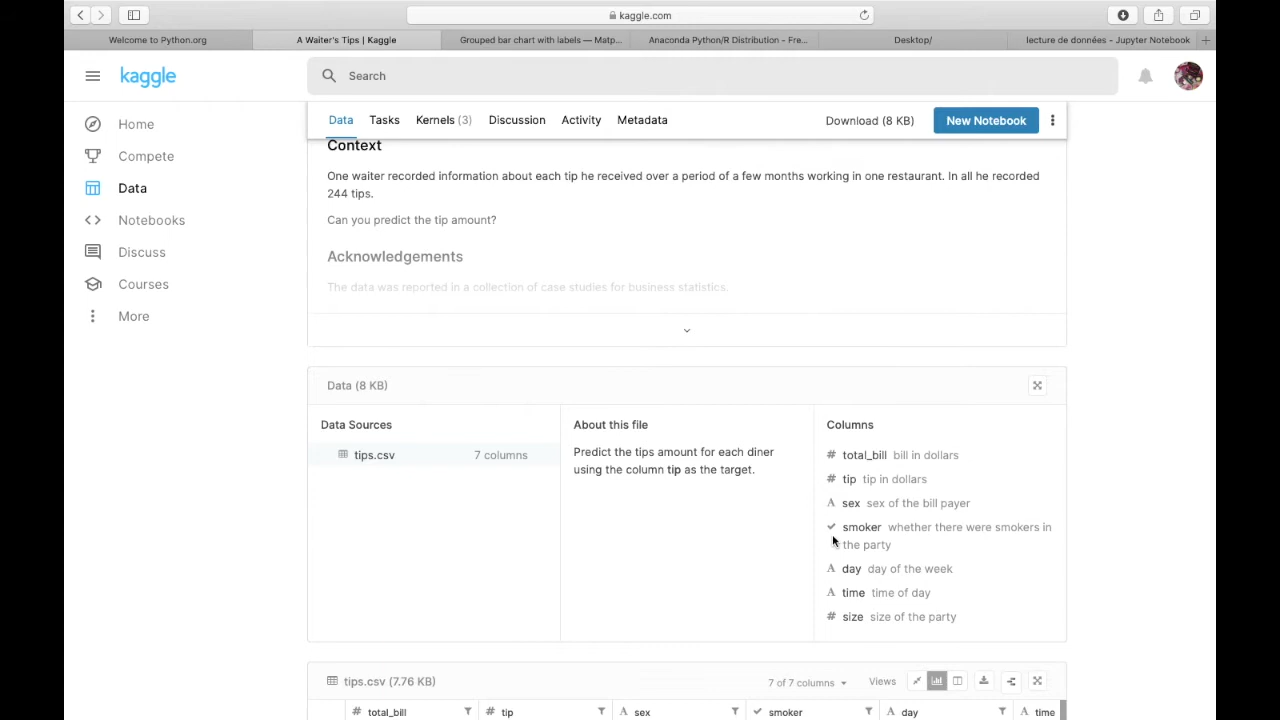 kaggle.com
Welcome to Python.org
A Waiter's Tips | Kaggle
Grouped bar chart with labels — Matp...
Anaconda Python/R Distribution - Fre...
Desktop/
lecture de données - Jupyter Notebook
kaggle
Search
Home
Compete
Data
Notebooks
Discuss
Courses
More
Data Tasks Kernels (3) Discussion Activity Metadata Download (8 KB) New Notebook
Context
One waiter recorded information about each tip he received over a period of a few months working in one restaurant. In all he recorded
244 tips.
Can you predict the tip amount?
Acknowledgements
The data was reported in a collection of case studies for business statistics.
Data (8 KB)
Data Sources
tips.csv 7 columns
About this file
Predict the tips amount for each diner
using the column tip as the target.
Columns
# total_bill bill in dollars
# tip tip in dollars
A sex sex of the bill payer
smoker whether there were smokers in
the party
A day day of the week
A time time of day
# size size of the party
tips.csv (7.76 KB) 7 of 7 columns Views
# total_bill # tip A sex smoker A day A time